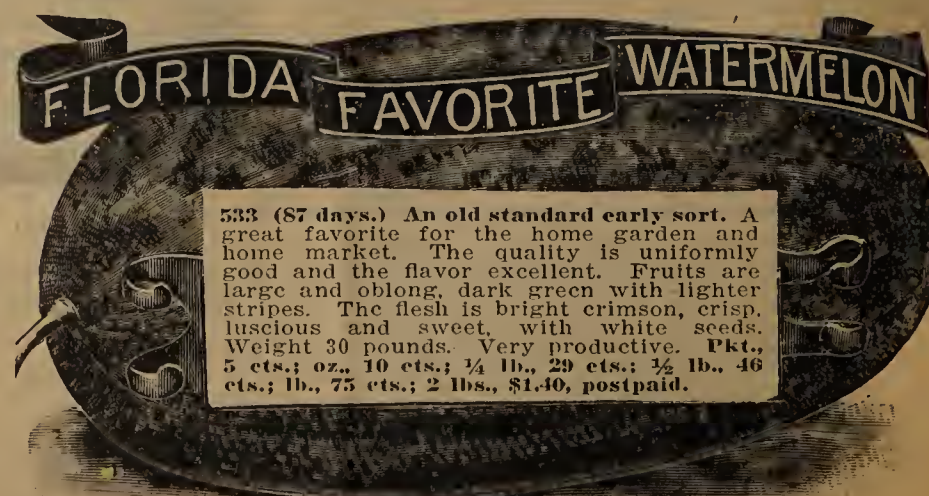 FLORIDA FAVORITE WATERMELON
533 (87 days.) An old standard early sort. A
great favorite for the home garden and
home market. The quality is uniformly
good and the flavor excellent. Fruits are
large and oblong, dark green with lighter
stripes. The flesh is bright crimson, crisp,
luscious and sweet, with white seeds.
Weight 30 pounds. Very productive. Pkt.,
5 cts.; oz., 10 cts.; ¼ lb., 29 cts.; ½ lb., 46
cts.; lb., 75 cts.; 2 lbs., $1.40, postpaid.